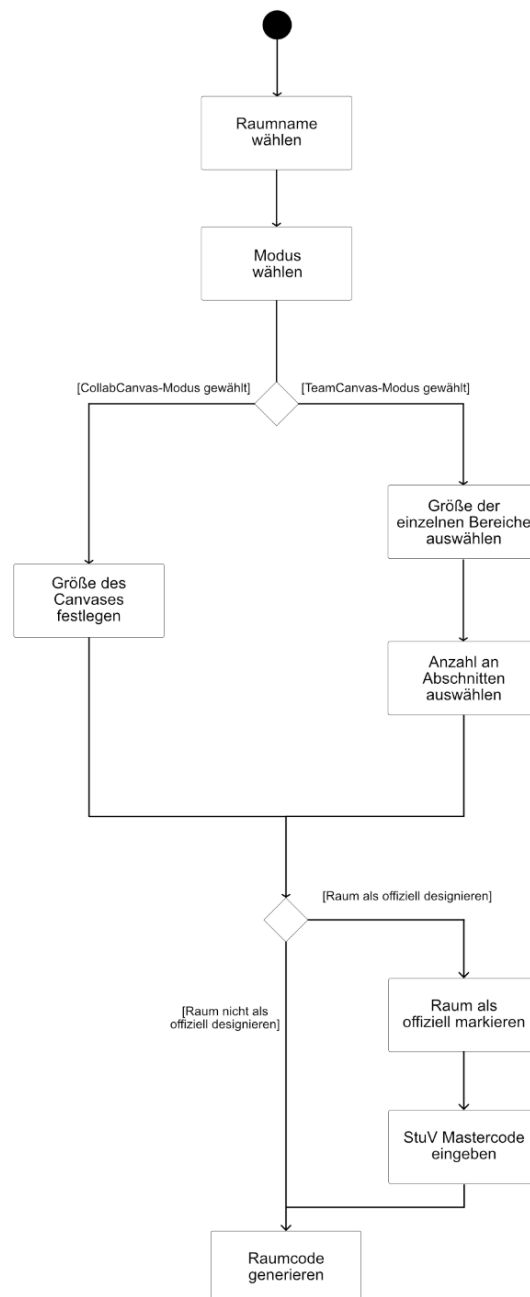 Raumname
wählen
Modus
wählen
[CollabCanvas-Modus gewählt]
[TeamCanvas-Modus gewählt]
Größe der
einzelnen Bereiche
auswählen
Größe des
Canvases
festlegen
Anzahl an
Abschnitten
auswählen
[Raum als offiziell designieren]
[Raum nicht als
offiziell designieren]
Raum als
offiziell markieren
StuV Mastercode
eingeben
Raumcode
generieren